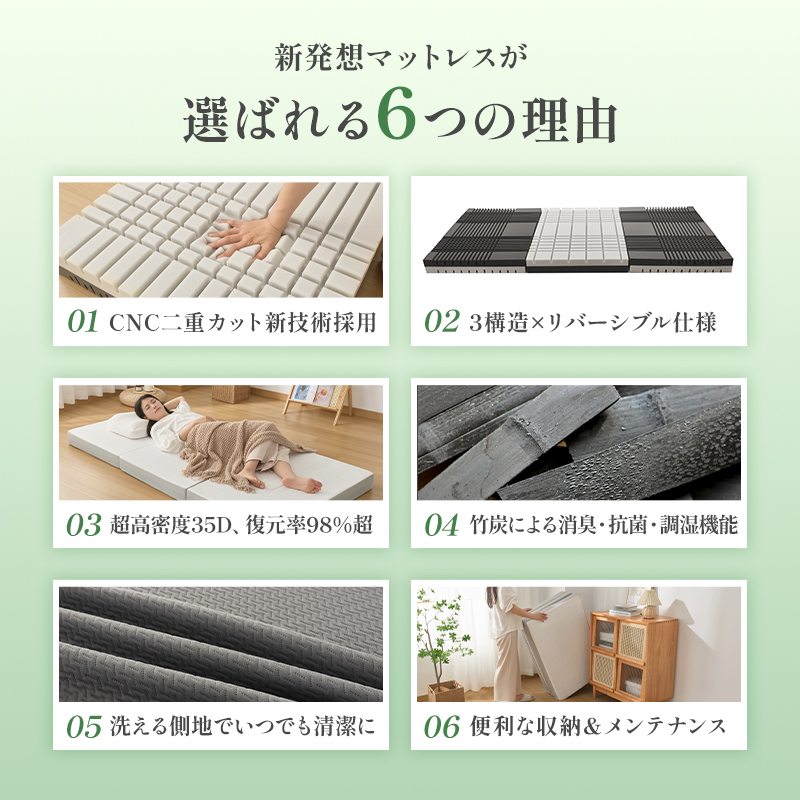 新発想マットレスが
選ばれる6つの理由
01 CNC二重カット新技術採用
02 3構造×リバーシブル仕様
03 超高密度35D、復元率98%超
04 竹炭による消臭・抗菌・調湿機能
05 洗える側地でいつでも清潔に
06 便利な収納&メンテナンス